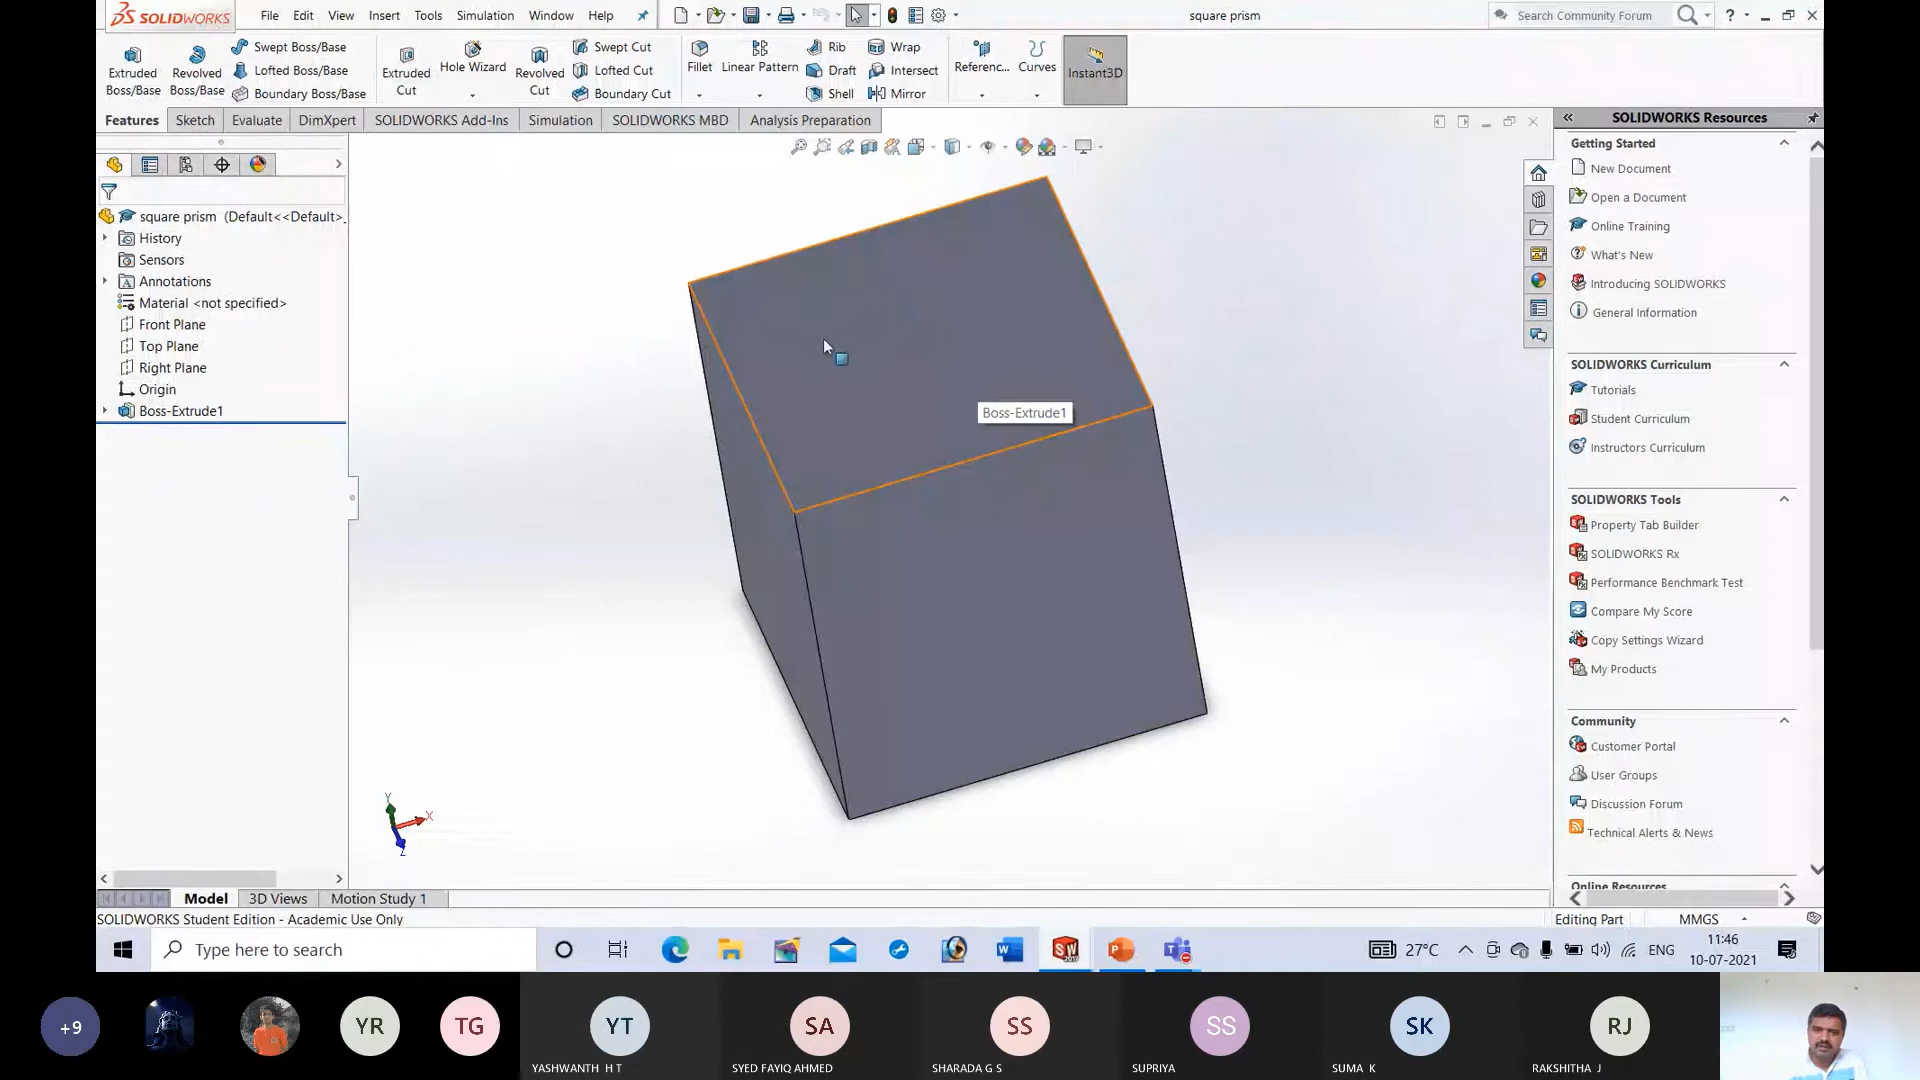 SOLIDWORKS File Edit View Insert Tools Simulation Window Help square prism Search Community Forum ?
Extruded Boss/Base
Revolved Boss/Base
Swept Boss/Base
Lofted Boss/Base
Boundary Boss/Base
Extruded Cut
Hole Wizard
Revolved Cut
Swept Cut
Lofted Cut
Boundary Cut
Fillet
Linear Pattern
Rib
Draft
Shell
Wrap
Intersect
Mirror
Referenc...
Curves
Instant3D
Features Sketch Evaluate DimXpert SOLIDWORKS Add-Ins Simulation SOLIDWORKS MBD Analysis Preparation
square prism (Default<<Default>_
History
Sensors
Annotations
Material <not specified>
Front Plane
Top Plane
Right Plane
Origin
Boss-Extrude1
Boss-Extrude1
Y
X
Z
SOLIDWORKS Resources
Getting Started
New Document
Open a Document
Online Training
What's New
Introducing SOLIDWORKS
General Information
SOLIDWORKS Curriculum
Tutorials
Student Curriculum
Instructors Curriculum
SOLIDWORKS Tools
Property Tab Builder
SOLIDWORKS Rx
Performance Benchmark Test
Compare My Score
Copy Settings Wizard
My Products
Community
Customer Portal
User Groups
Discussion Forum
Technical Alerts & News
Online Resources
Model 3D Views Motion Study 1
SOLIDWORKS Student Edition - Academic Use Only Editing Part MMGS
Type here to search 27°C ENG 11:46
10-07-2021
+9 YR TG YT SA SS SS SK RJ
YASHWANTH H T SYED FAYIQ AHMED SHARADA G S SUPRIYA SUMA K RAKSHITHA J